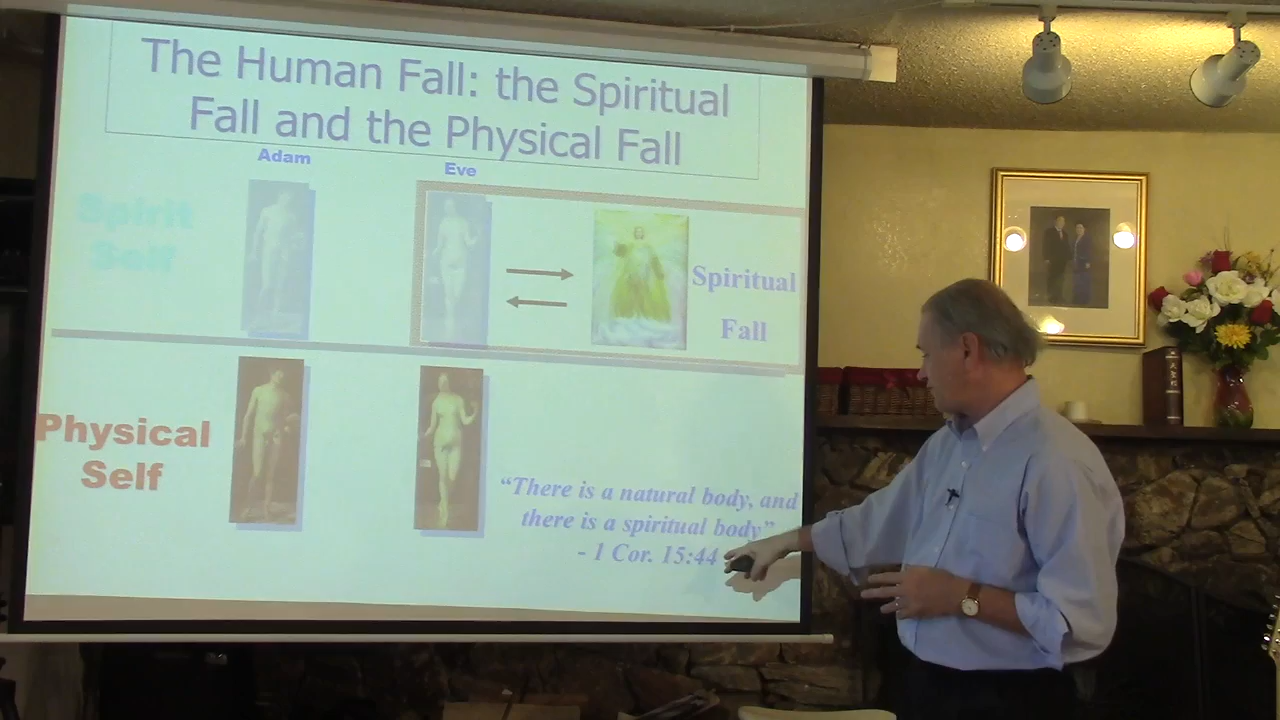 The Human Fall: the Spiritual
Fall and the Physical Fall
Adam
Eve
Spirit
Self
Spiritual
Fall
Physical
Self
“There is a natural body, and
there is a spiritual body”
- 1 Cor. 15:44